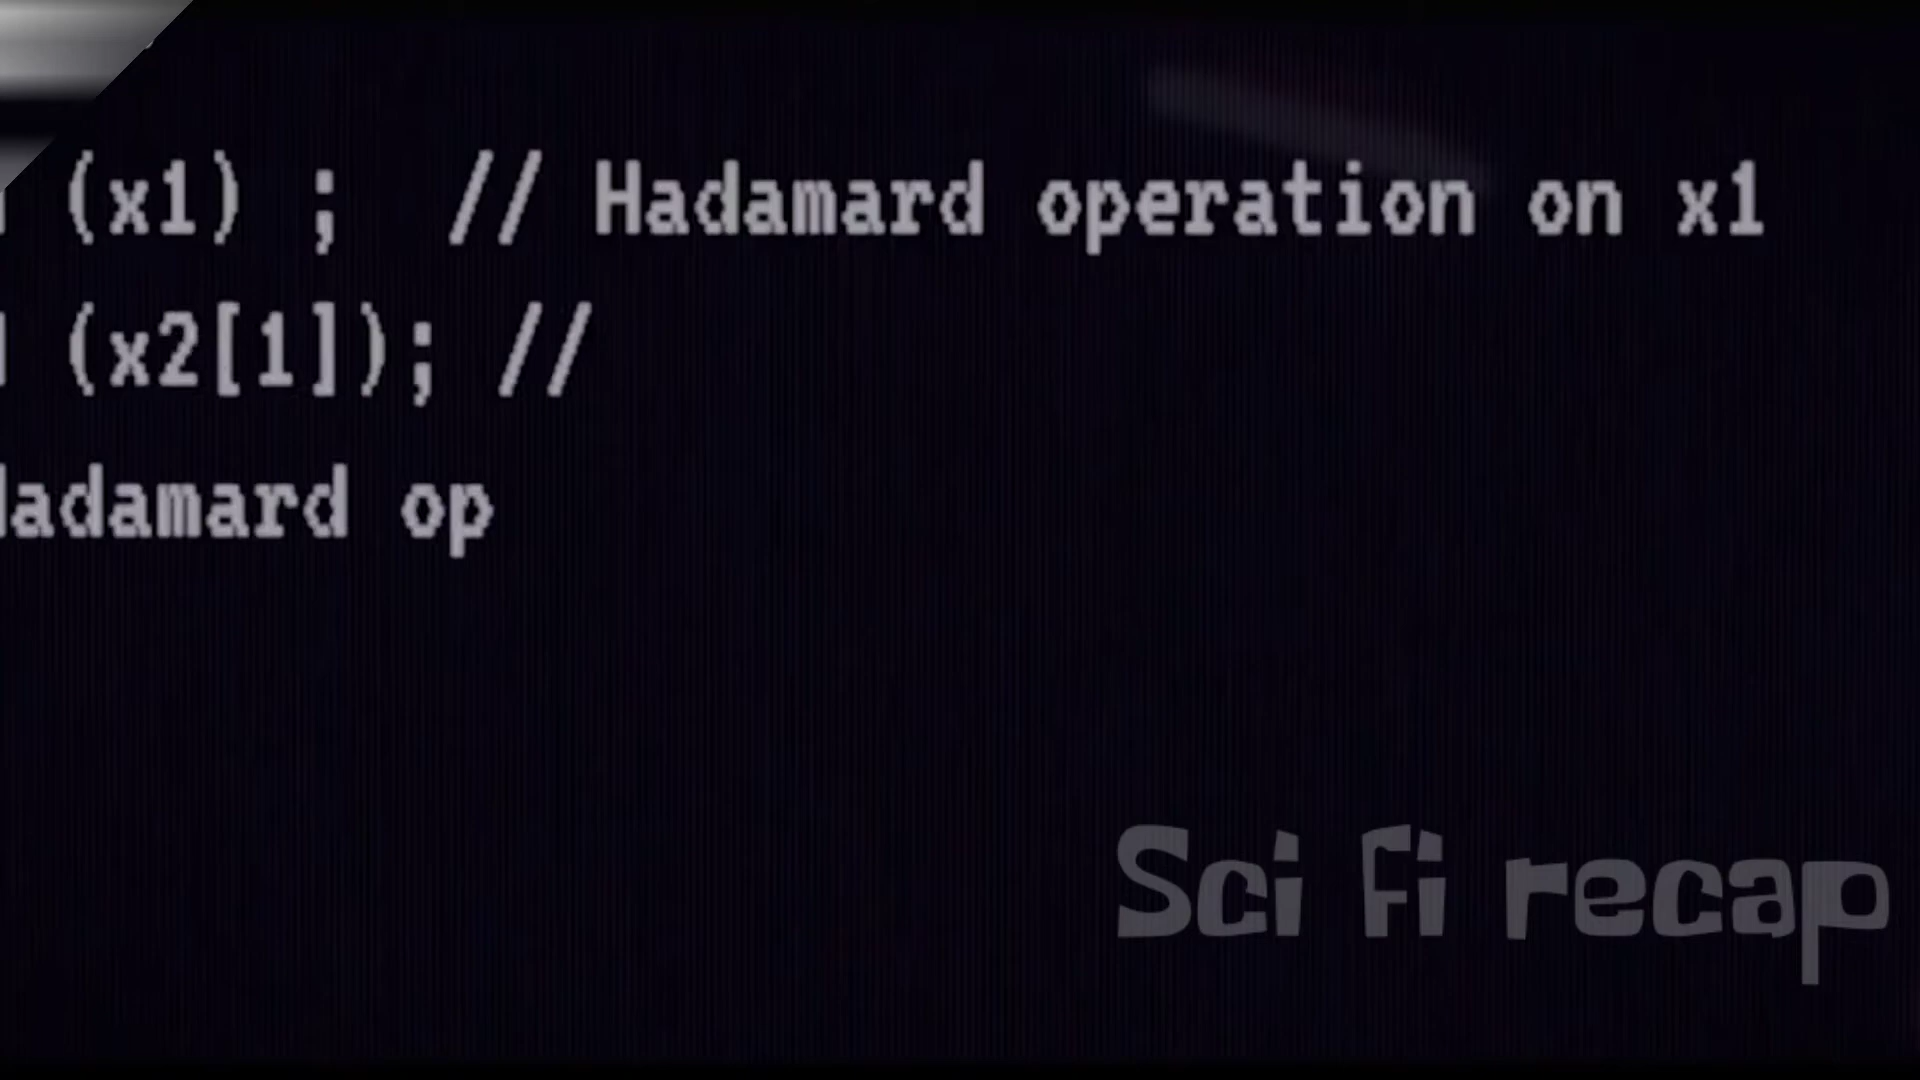 (x1) ; // Hadamard operation on x1
(x2[1]); //
adamard op
Sci fi recap